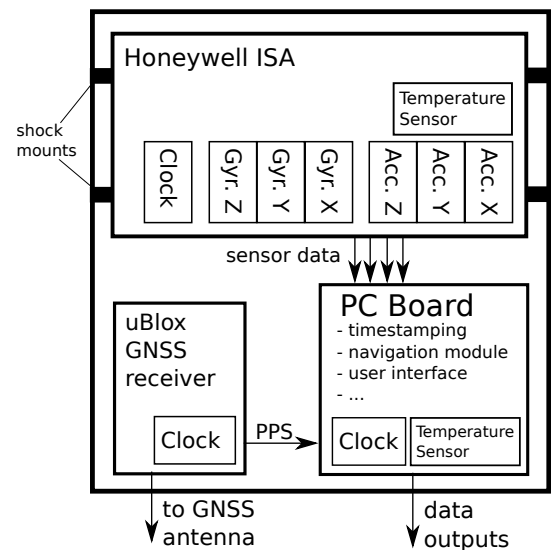 Honeywell ISA
Temperature
Sensor
shock
mounts
Clock
Gyr. Z
Gyr. Y
Gyr. X
Acc. Z
Acc. Y
Acc. X
sensor data
uBlox
GNSS
receiver
Clock
PPS
PC Board
- timestamping
- navigation module
- user interface
- ...
Clock
Temperature
Sensor
to GNSS
antenna
data
outputs